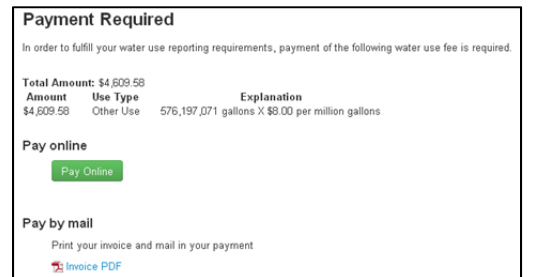 Payment Required
In order to fulfill your water use reporting requirements, payment of the following water use fee is required.
Total Amount: $4,609.58
Amount Use Type Explanation
$4,609.58 Other Use 576,197,071 gallons X $8.00 per million gallons
Pay online
Pay Online
Pay by mail
Print your invoice and mail in your payment
Invoice PDF